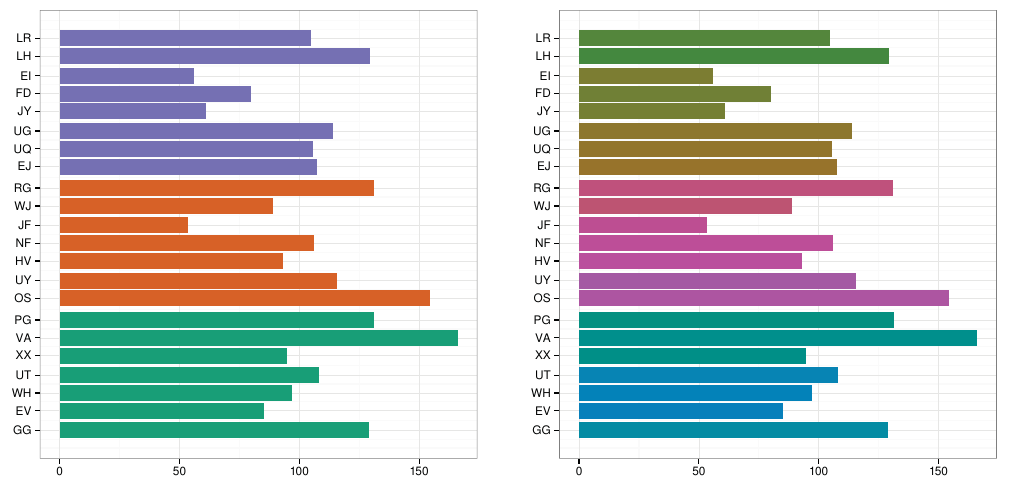 LR
LH
EI
FD
JY
UG
UQ
EJ
RG
WJ
JF
NF
HV
UY
OS
PG
VA
XX
UT
WH
EV
GG
0 50 100 150
LR
LH
EI
FD
JY
UG
UQ
EJ
RG
WJ
JF
NF
HV
UY
OS
PG
VA
XX
UT
WH
EV
GG
0 50 100 150